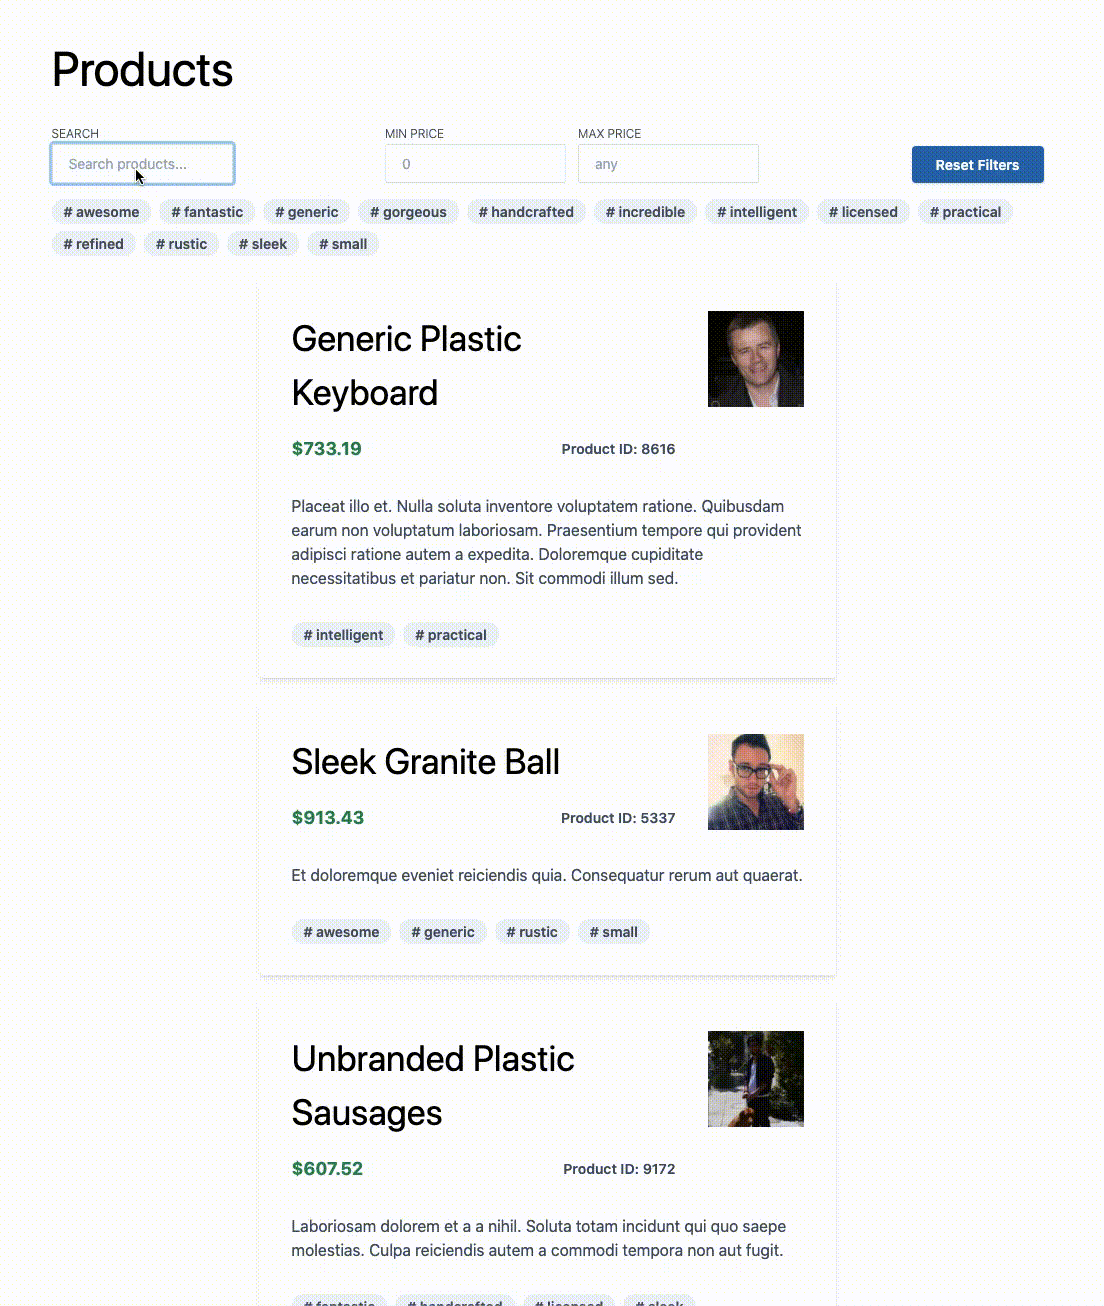 Products
SEARCH
MIN PRICE
MAX PRICE
Search products...
0
any
Reset Filters
# awesome # fantastic # generic # gorgeous # handcrafted # incredible # intelligent # licensed # practical
# refined # rustic # sleek # small
Generic Plastic
Keyboard
$733.19
Product ID: 8616
Placeat illo et. Nulla soluta inventore voluptatem ratione. Quibusdam
earum non voluptatum laboriosam. Praesentium tempore qui provident
adipisci ratione autem a expedita. Doloremque cupiditate
necessitatibus et pariatur non. Sit commodi illum sed.
# intelligent # practical
Sleek Granite Ball
$913.43
Product ID: 5337
Et doloremque eveniet reiciendis quia. Consequatur rerum aut quaerat.
# awesome # generic # rustic # small
Unbranded Plastic
Sausages
$607.52
Product ID: 9172
Laboriosam dolorem et a a nihil. Soluta totam incidunt qui quo saepe
molestias. Culpa reiciendis autem a commodi tempora non aut fugit.
# fantastic # handcrafted # licensed # sleek